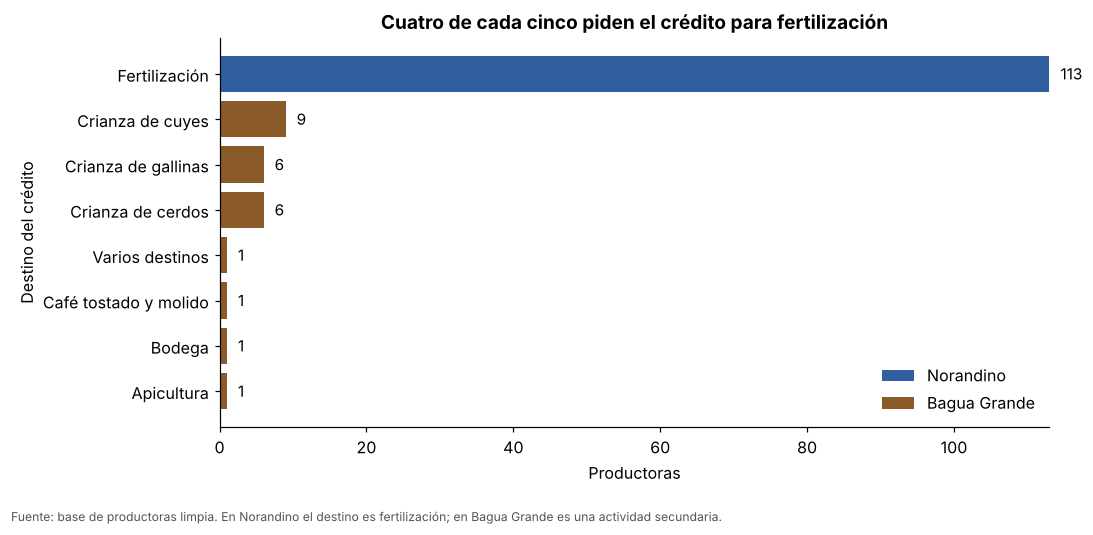 Cuatro de cada cinco piden el crédito para fertilización
Destino del crédito
Fertilización 113
Crianza de cuyes 9
Crianza de gallinas 6
Crianza de cerdos 6
Varios destinos 1
Café tostado y molido 1
Bodega 1
Apicultura 1
Norandino
Bagua Grande
0 20 40 60 80 100
Productoras
Fuente: base de productoras limpia. En Norandino el destino es fertilización; en Bagua Grande es una actividad secundaria.